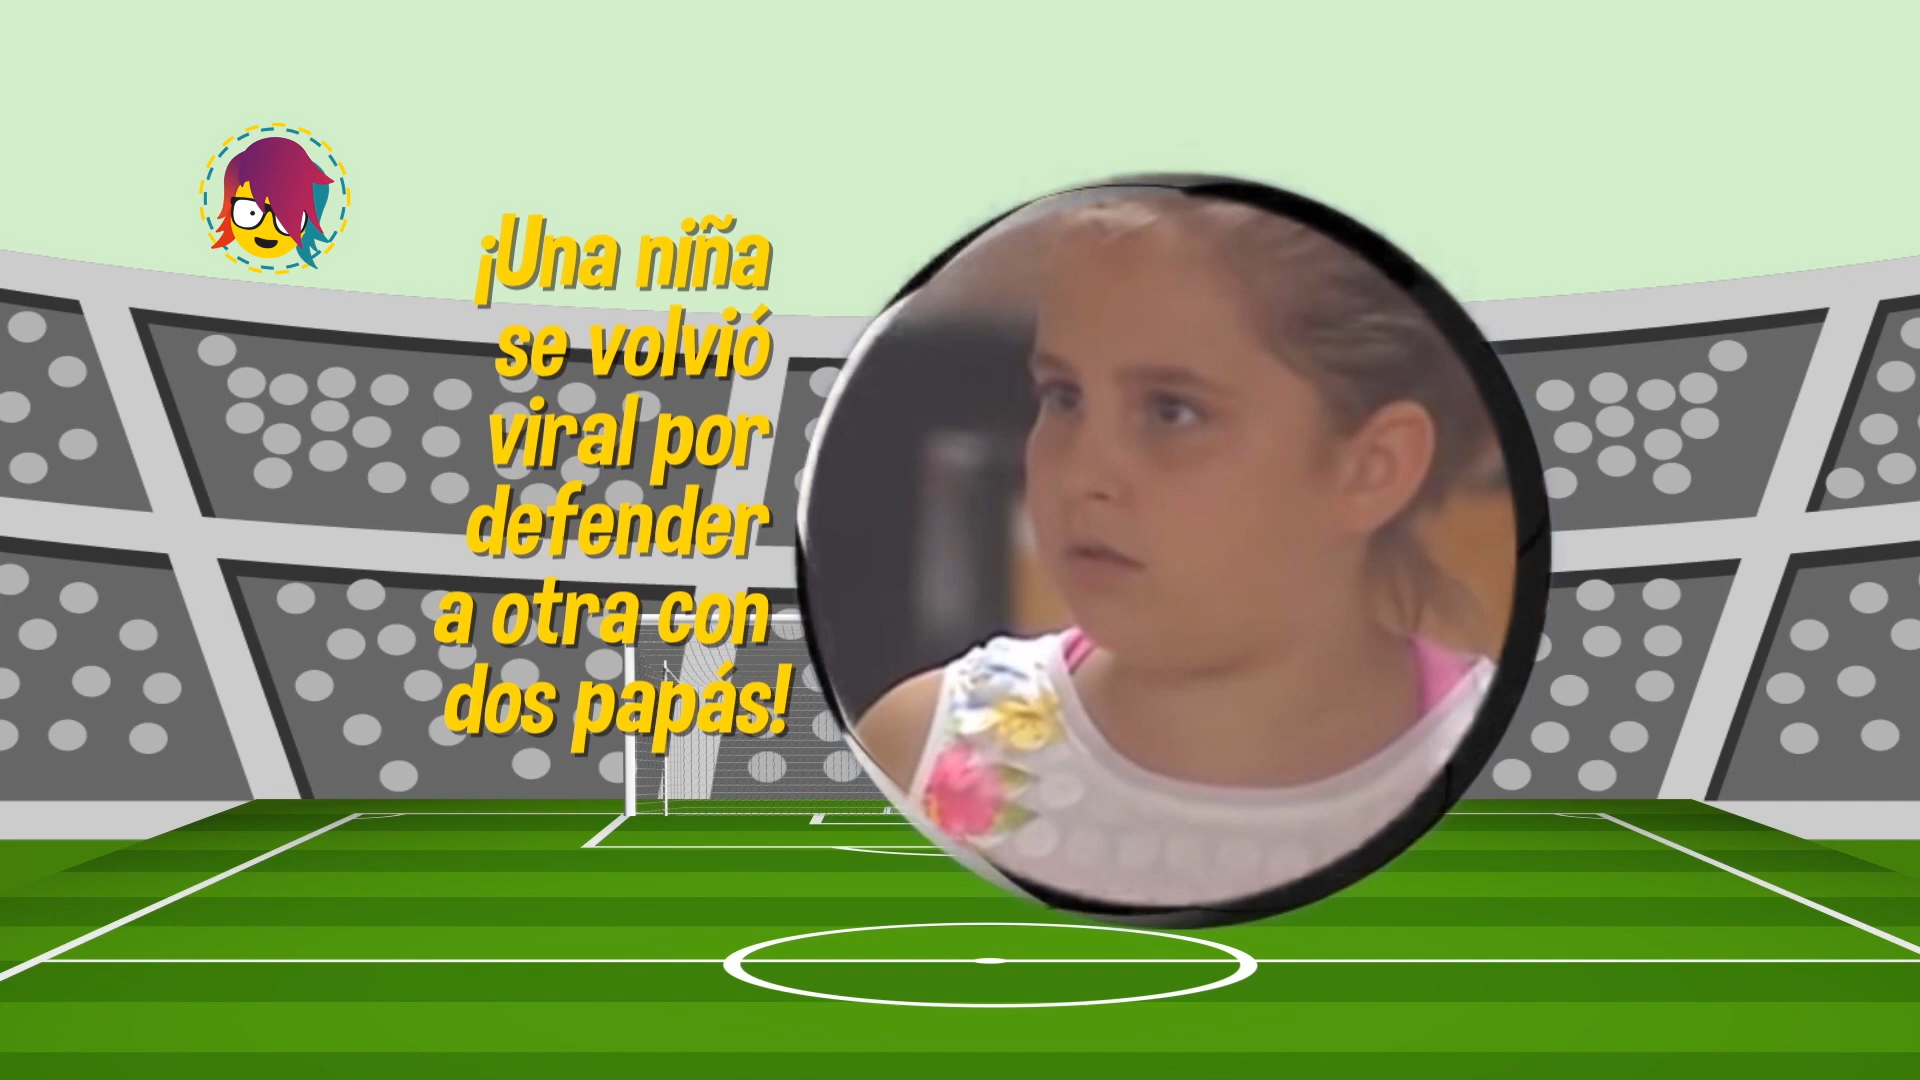 ¡Una niña
se volvió
viral por
defender
a otra con
dos papás!